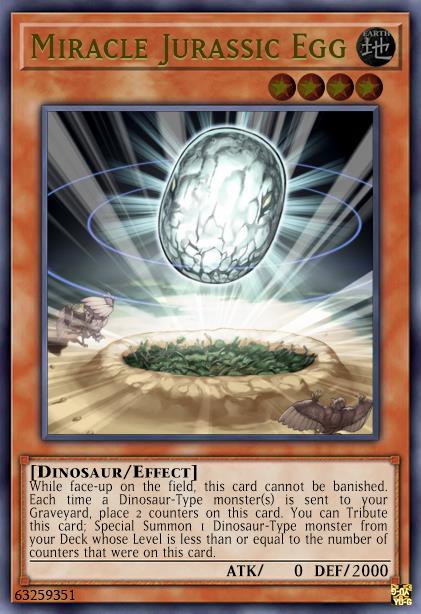 MIRACLE JURASSIC EGG
EARTH
地
[DINOSAUR/EFFECT]
While face-up on the field, this card cannot be banished.
Each time a Dinosaur-Type monster(s) is sent to your
Graveyard, place 2 counters on this card. You can Tribute
this card; Special Summon 1 Dinosaur-Type monster from
your Deck whose Level is less than or equal to the number of
counters that were on this card.
ATK/ 0 DEF/2000
63259351